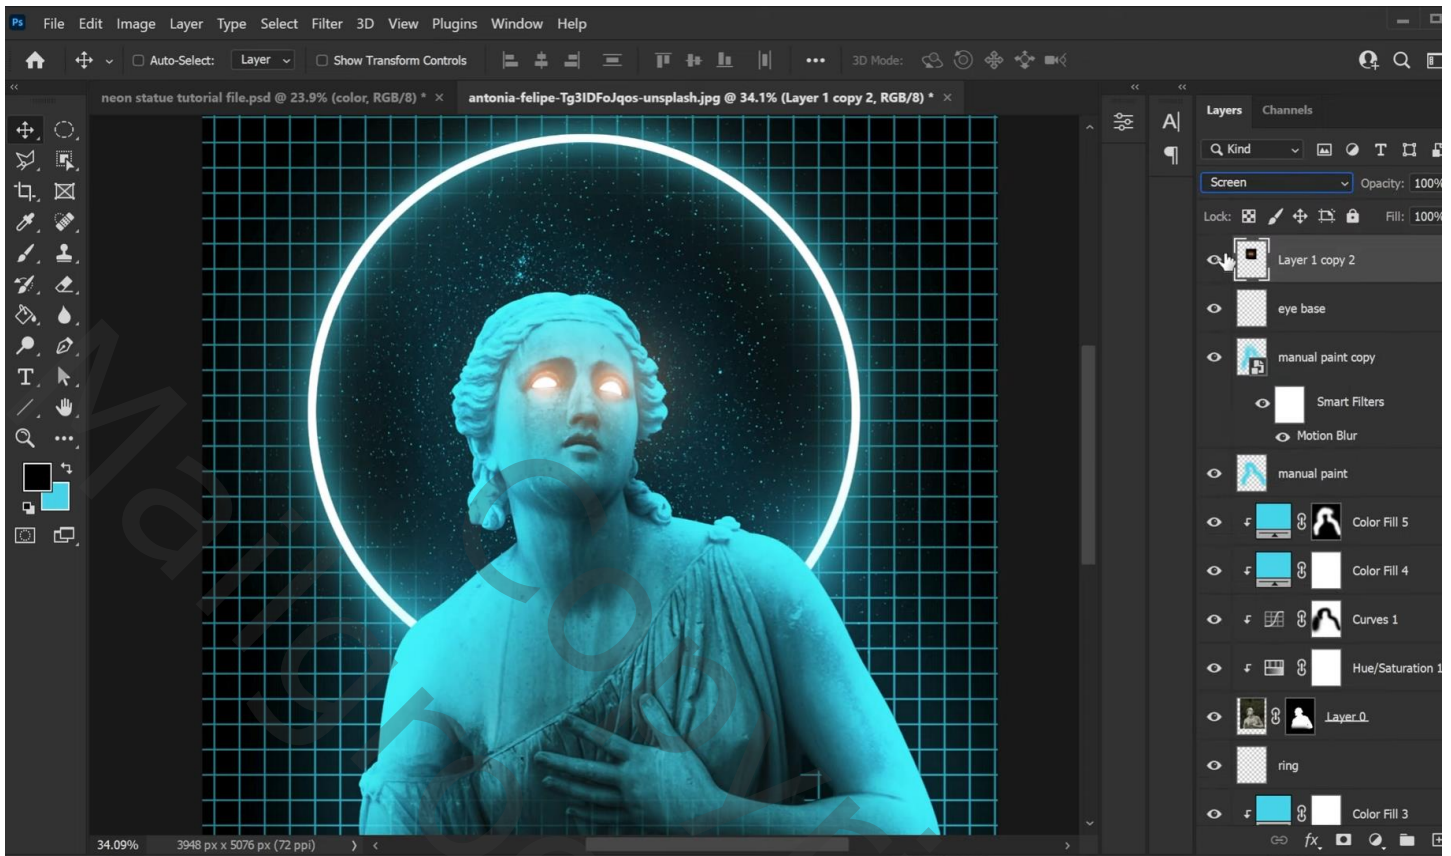 Ps File Edit Image Layer Type Select Filter 3D View Plugins Window Help
Auto-Select: Layer Show Transform Controls 3D Mode:
neon statue tutorial file.psd @ 23.9% (color, RGB/8) * × antonia-felipe-Tg3IDFoJqos-unsplash.jpg @ 34.1% (Layer 1 copy 2, RGB/8) * ×
Layers Channels
Kind
Screen Opacity: 100%
Lock: Fill: 100%
Layer 1 copy 2
eye base
manual paint copy
Smart Filters
Motion Blur
manual paint
Color Fill 5
Color Fill 4
Curves 1
Hue/Saturation 1
Layer 0
ring
Color Fill 3
34.09% 3948 px x 5076 px (72 ppi)